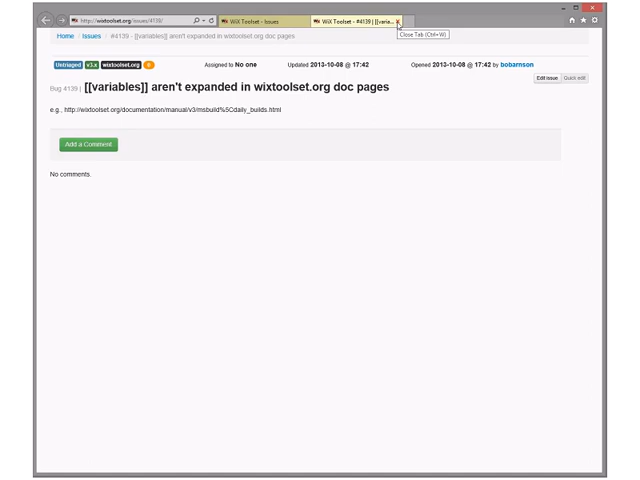 http://wixtoolset.org/issues/4139/
WiX Toolset - Issues
WiX Toolset - #4139 | [[varia...
Close Tab (Ctrl+W)
Home / Issues / #4139 - [[variables]] aren't expanded in wixtoolset.org doc pages
Untriaged v3.x wixtoolset.org 0 Assigned to No one Updated 2013-10-08 @ 17:42 Opened 2013-10-08 @ 17:42 by bobarnson
Edit issue Quick edit
Bug 4139 | [[variables]] aren't expanded in wixtoolset.org doc pages
e.g., http://wixtoolset.org/documentation/manual/v3/msbuild%5Cdaily_builds.html
Add a Comment
No comments.